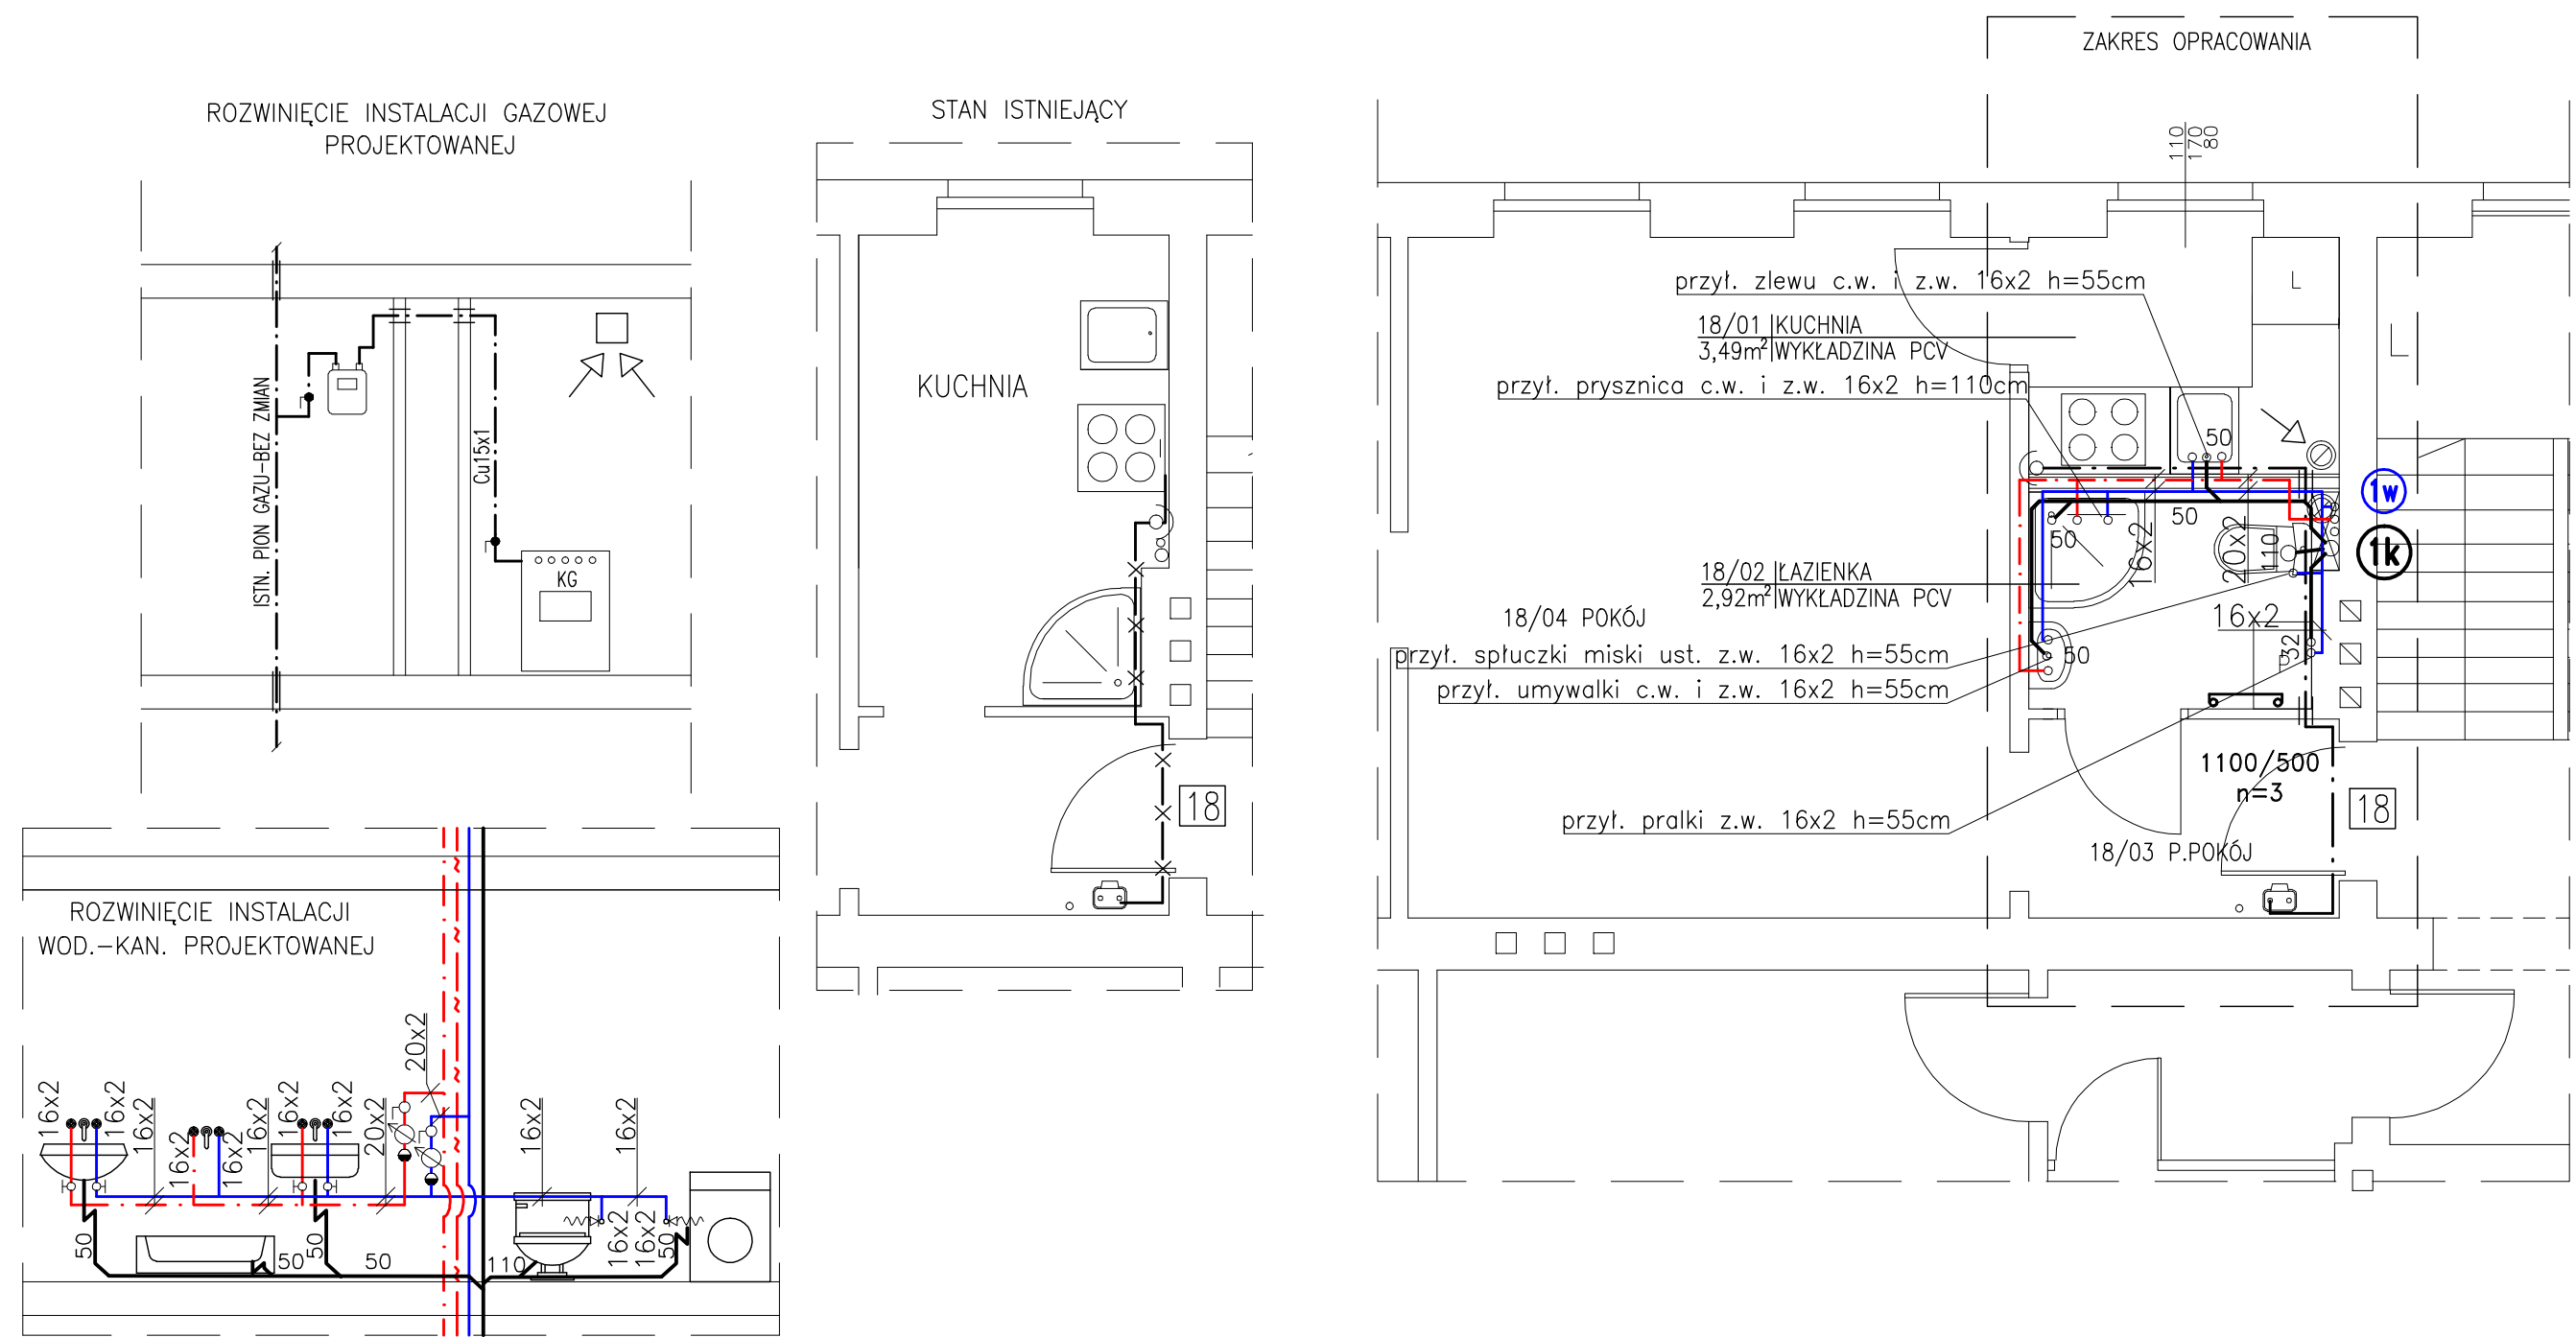 ROZWINIĘCIE INSTALACJI GAZOWEJ
PROJEKTOWANEJ
ISTN. PION GAZU-BEZ ZMIAN
Cu15x1
KG
STAN ISTNIEJĄCY
KUCHNIA
18
ZAKRES OPRACOWANIA
110
170
80
L
L
przył. zlewu c.w. i z.w. 16x2 h=55cm
18/01 KUCHNIA
3,49m² WYKŁADZINA PCV
przył. prysznica c.w. i z.w. 16x2 h=110cm
50
1w
50
50
16x2
20x2
110
1k
18/02 ŁAZIENKA
2,92m² WYKŁADZINA PCV
18/04 POKÓJ
16x2
32
P
50
przył. spłuczki miski ust. z.w. 16x2 h=55cm
przył. umywalki c.w. i z.w. 16x2 h=55cm
1100/500
n=3
18
przył. pralki z.w. 16x2 h=55cm
18/03 P.POKÓJ
ROZWINIĘCIE INSTALACJI
WOD.-KAN. PROJEKTOWANEJ
20x2
16x2
16x2
16x2
16x2
16x2
16x2
16x2
16x2
20x2
16x2
16x2
16x2
16x2
50
50
50
50
110
50